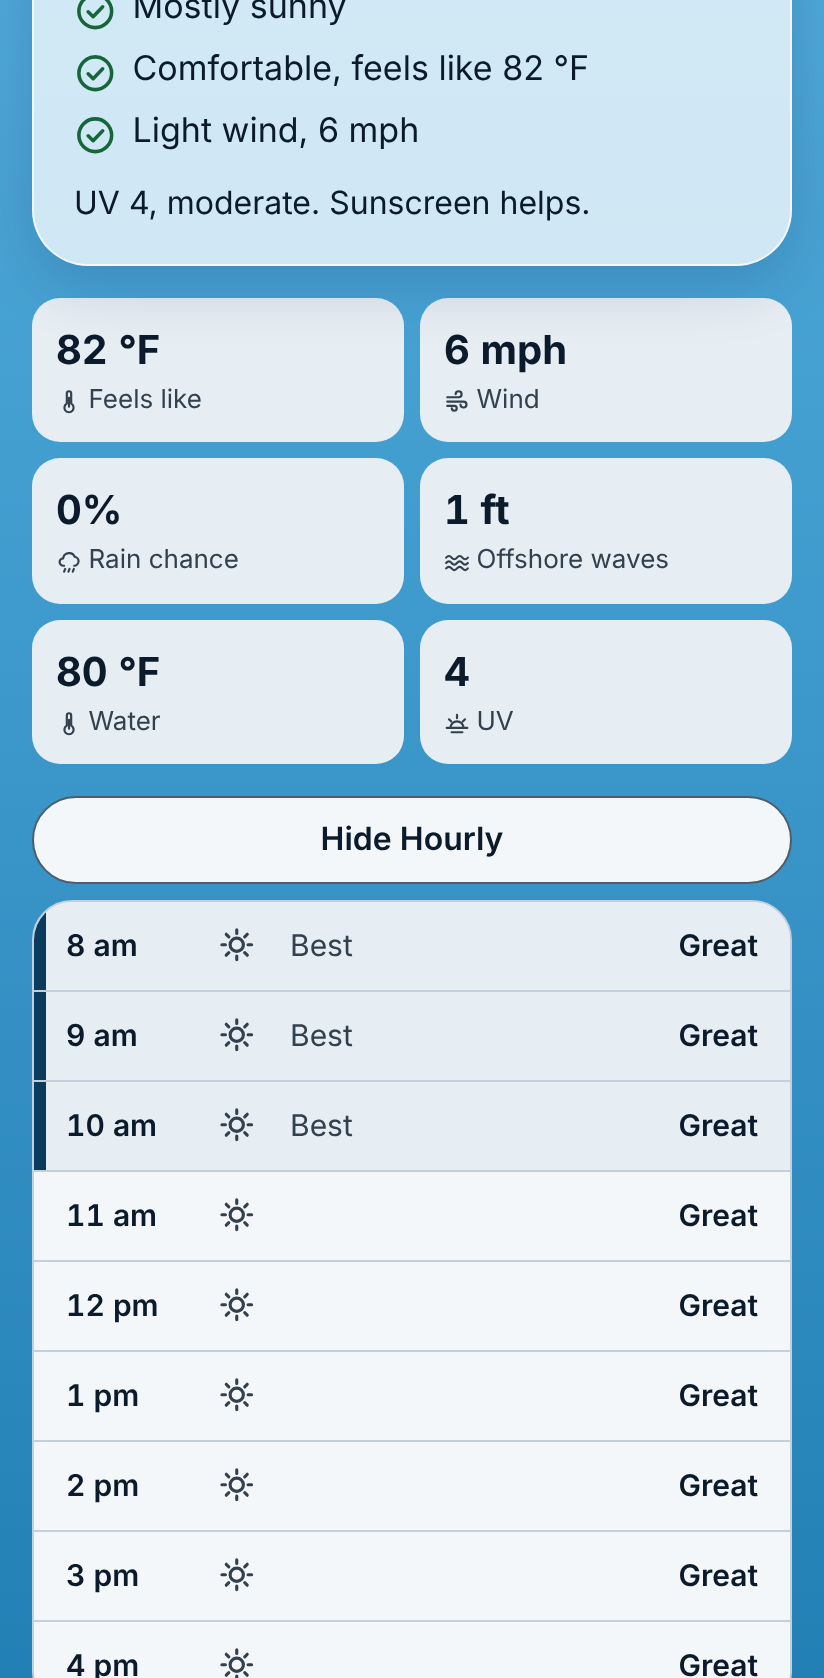 Mostly sunny
Comfortable, feels like 82 °F
Light wind, 6 mph
UV 4, moderate. Sunscreen helps.
82 °F
Feels like
6 mph
Wind
0%
Rain chance
1 ft
Offshore waves
80 °F
Water
4
UV
Hide Hourly
8 am Best Great
9 am Best Great
10 am Best Great
11 am Great
12 pm Great
1 pm Great
2 pm Great
3 pm Great
4 pm Great